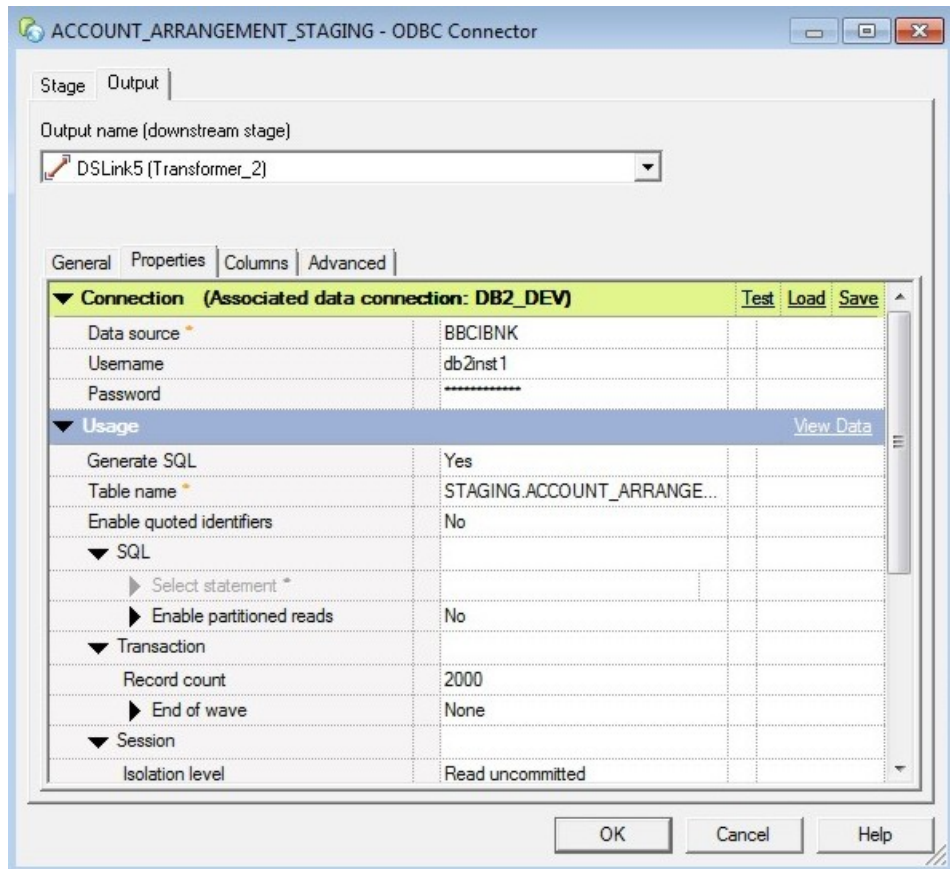 ACCOUNT_ARRANGEMENT_STAGING - ODBC Connector
Stage Output
Output name (downstream stage)
DSLink5 (Transformer_2)
General Properties Columns Advanced
Connection (Associated data connection: DB2_DEV) Test Load Save
Data source * BBCIBNK
Username db2inst1
Password ************
Usage View Data
Generate SQL Yes
Table name * STAGING.ACCOUNT_ARRANGE...
Enable quoted identifiers No
SQL
Select statement *
Enable partitioned reads No
Transaction
Record count 2000
End of wave None
Session
Isolation level Read uncommitted
OK Cancel Help